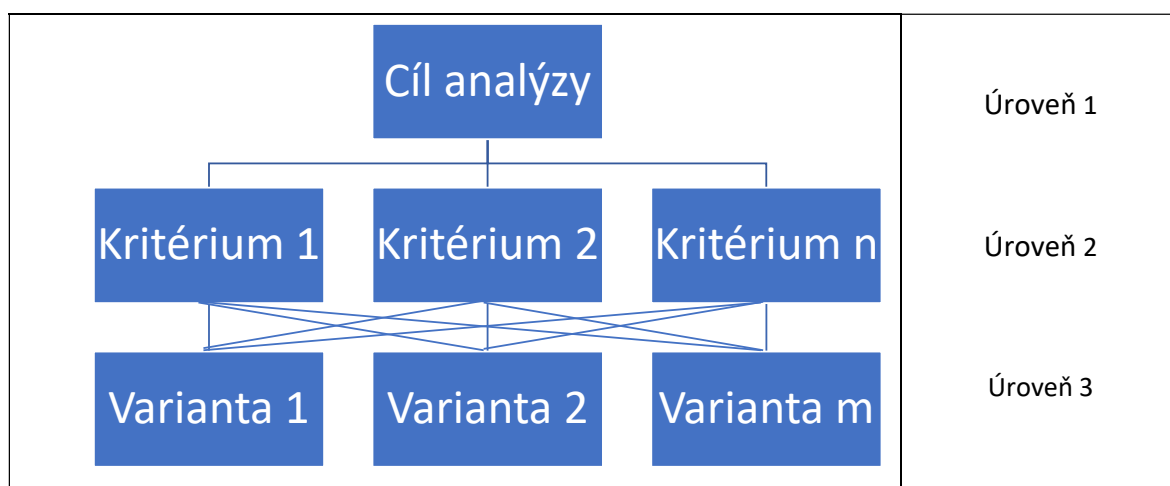 Cíl analýzy
Úroveň 1
Kritérium 1
Kritérium 2
Kritérium n
Úroveň 2
Varianta 1
Varianta 2
Varianta m
Úroveň 3